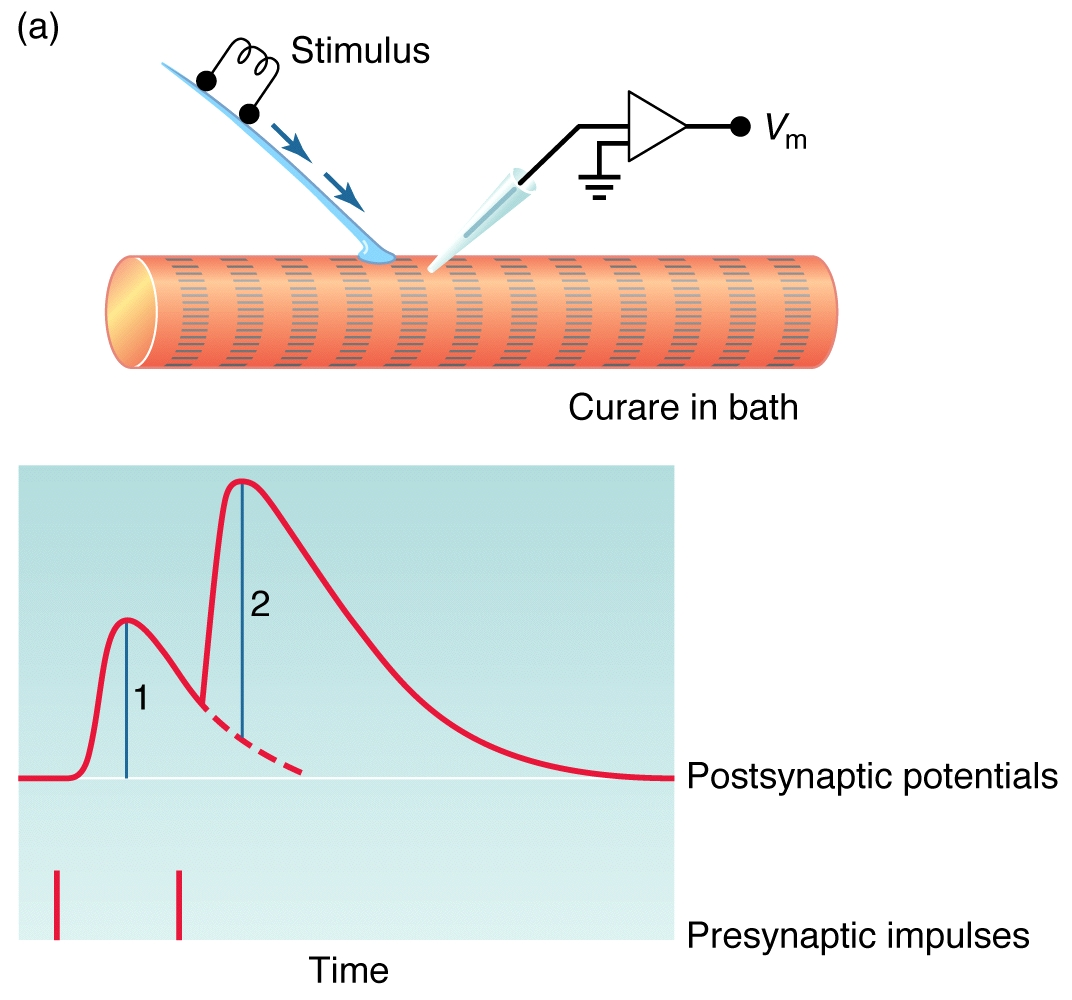 (a)
Stimulus
Vm
Curare in bath
2
1
Postsynaptic potentials
Presynaptic impulses
Time